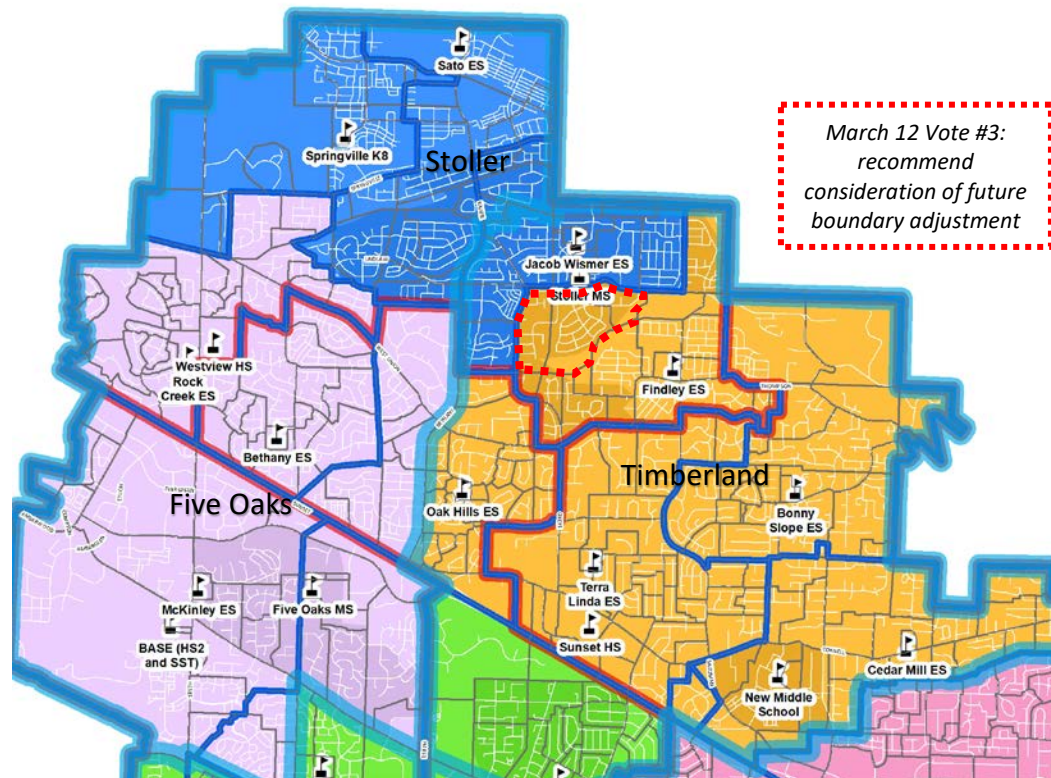 Sato ES
March 12 Vote #3:
recommend
consideration of future
boundary adjustment
Springville K8
Stoller
Jacob Wismer ES
Stoller MS
Westview HS
Rock
Creek ES
Findley ES
Bethany ES
Timberland
Five Oaks
Oak Hills ES
Bonny
Slope ES
Terra
Linda ES
McKinley ES
Five Oaks MS
BASE (HS2
and SST)
Sunset HS
Cedar Mill ES
New Middle
School